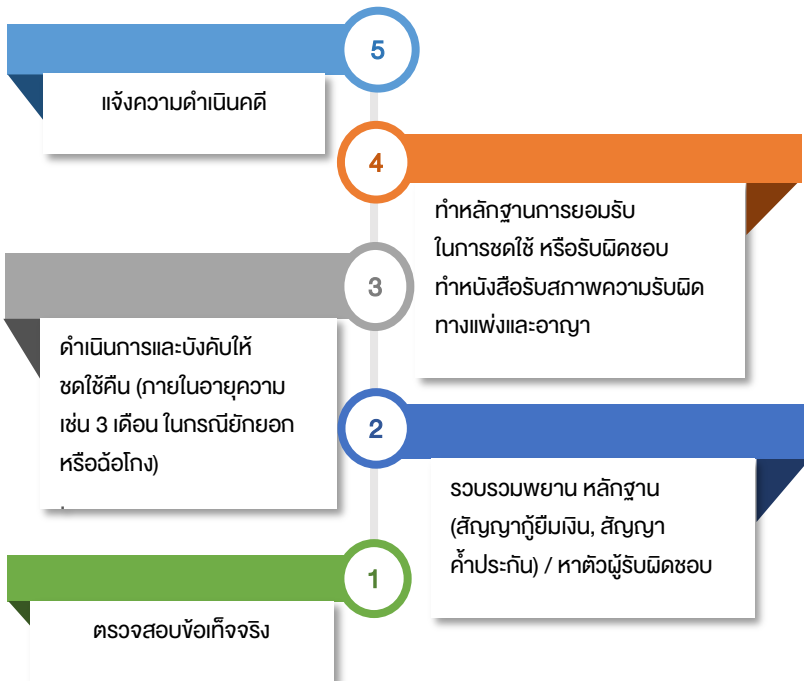 5
แจ้งความดำเนินคดี
4
ทำหลักฐานการยอมรับ
ในการชดใช้ หรือรับผิดชอบ
ทำหนังสือรับสภาพความรับผิด
ทางแพ่งและอาญา
3
ดำเนินการและบังคับให้
ชดใช้คืน (ภายในอายุความ
เช่น 3 เดือน ในกรณียักยอก
หรือฉ้อโกง)
2
รวบรวมพยาน หลักฐาน
(สัญญากู้ยืมเงิน, สัญญา
ค้ำประกัน) / หาตัวผู้รับผิดชอบ
1
ตรวจสอบข้อเท็จจริง